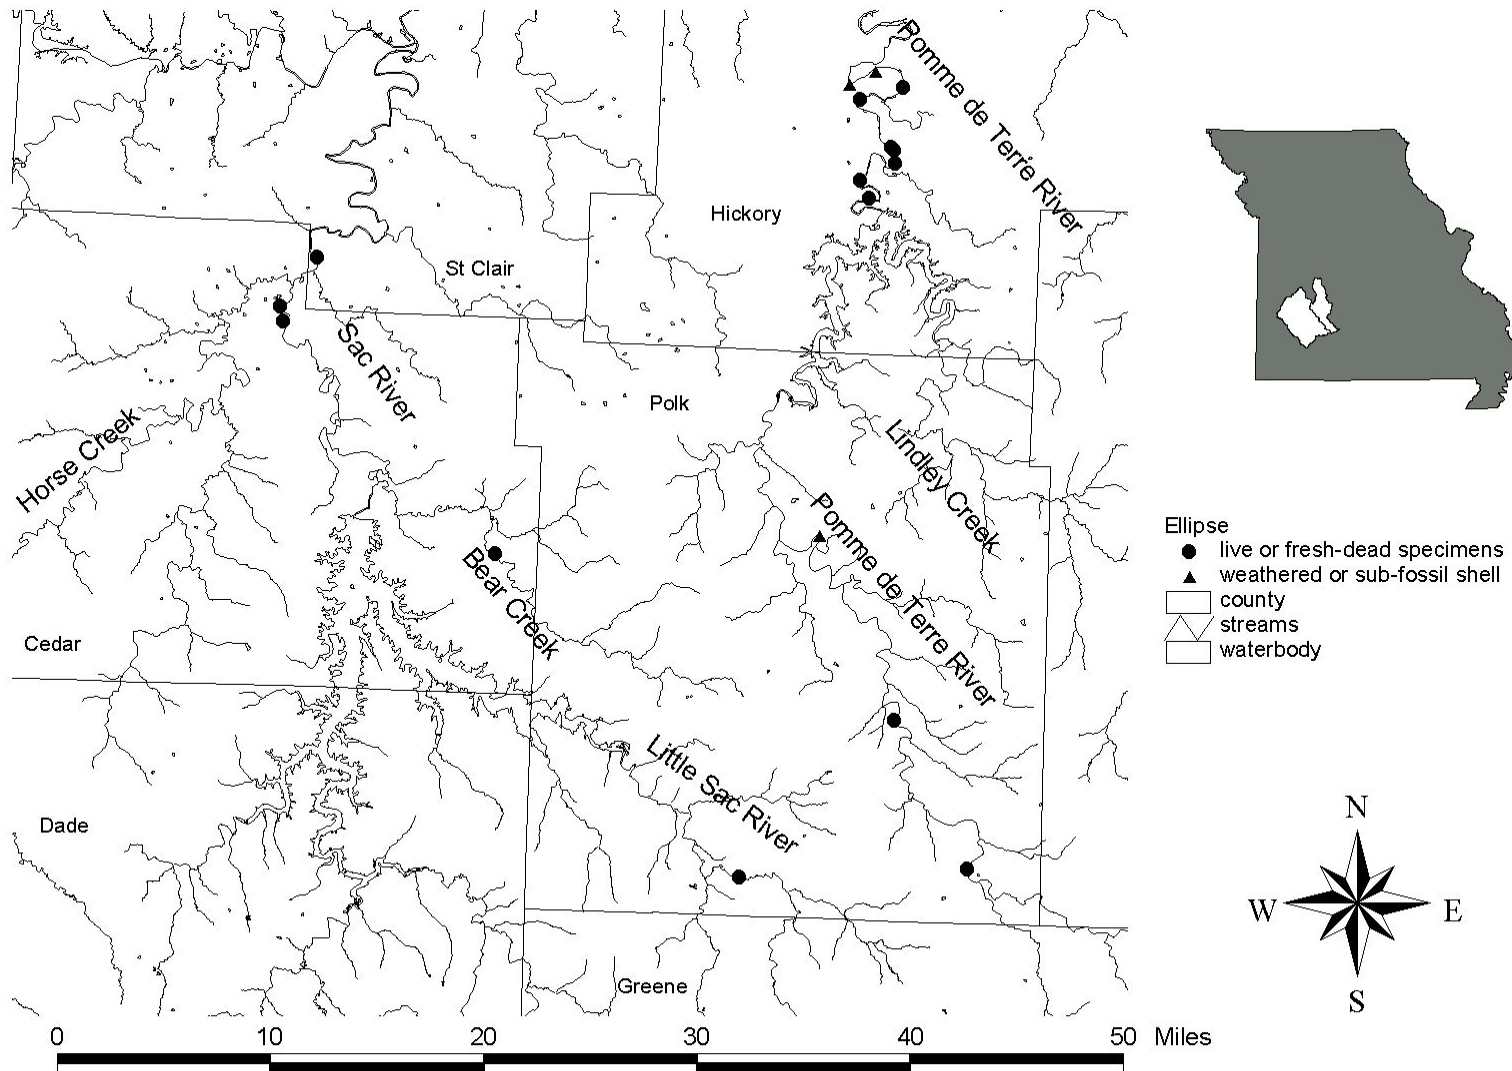 Pomme de Terre River
Hickory
St Clair
Sac River
Polk
Horse Creek
Lindley Creek
Pomme de Terre River
Bear Creek
Cedar
Little Sac River
Dade
Greene
Ellipse
live or fresh-dead specimens
weathered or sub-fossil shell
county
streams
waterbody
N
W
E
S
0 10 20 30 40 50 Miles